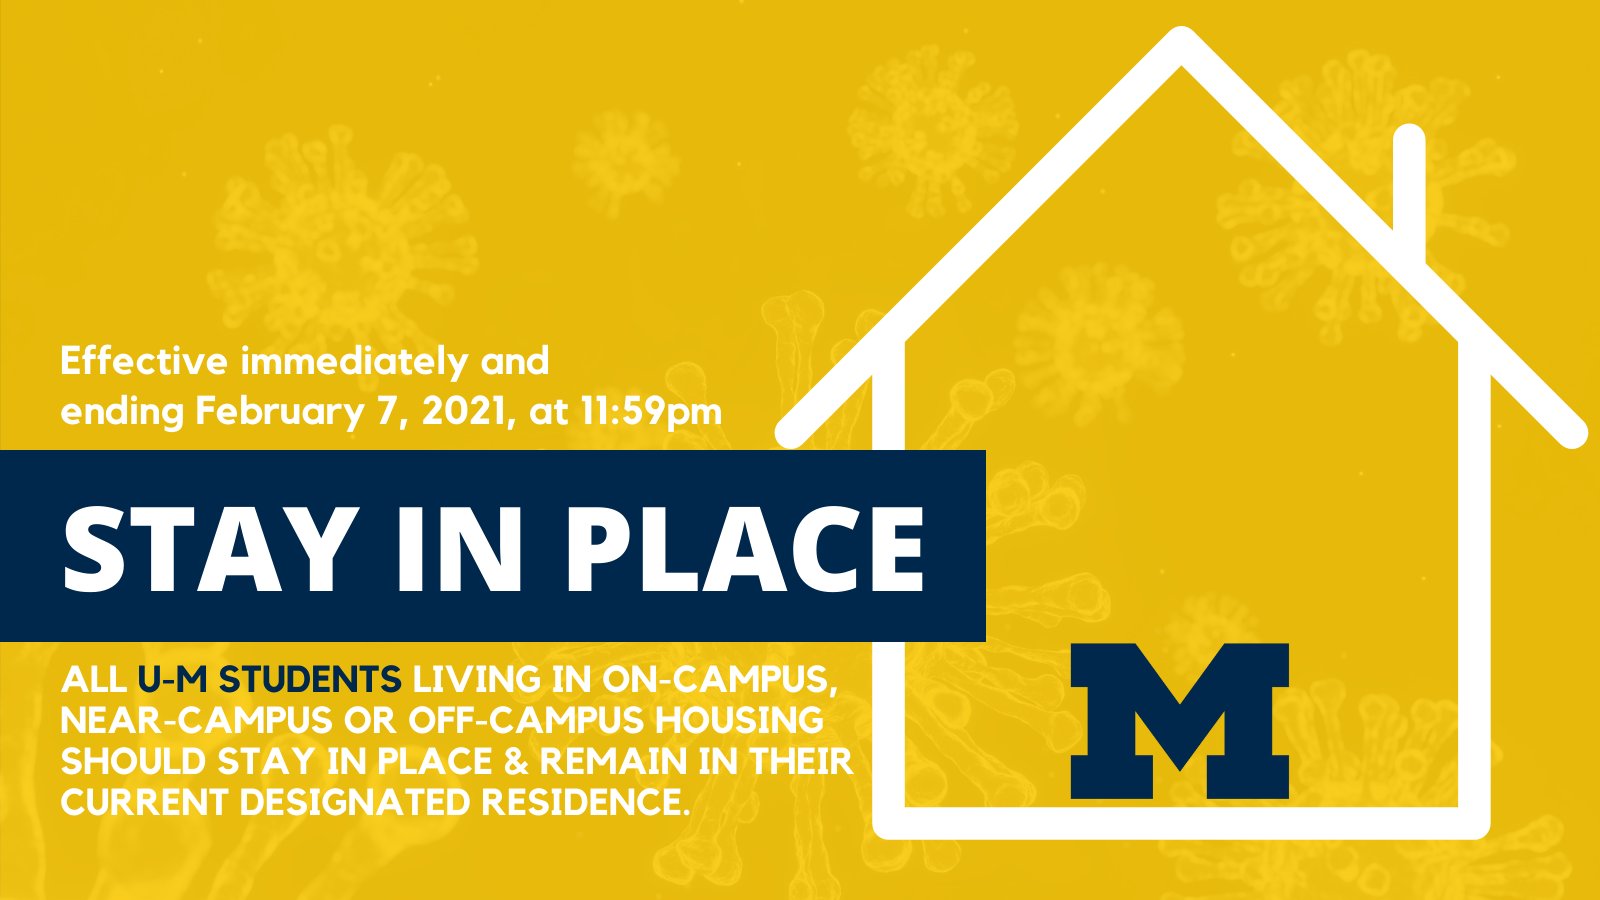 Effective immediately and
ending February 7, 2021, at 11:59pm
STAY IN PLACE
ALL U-M STUDENTS LIVING IN ON-CAMPUS,
NEAR-CAMPUS OR OFF-CAMPUS HOUSING
SHOULD STAY IN PLACE & REMAIN IN THEIR
CURRENT DESIGNATED RESIDENCE.
M